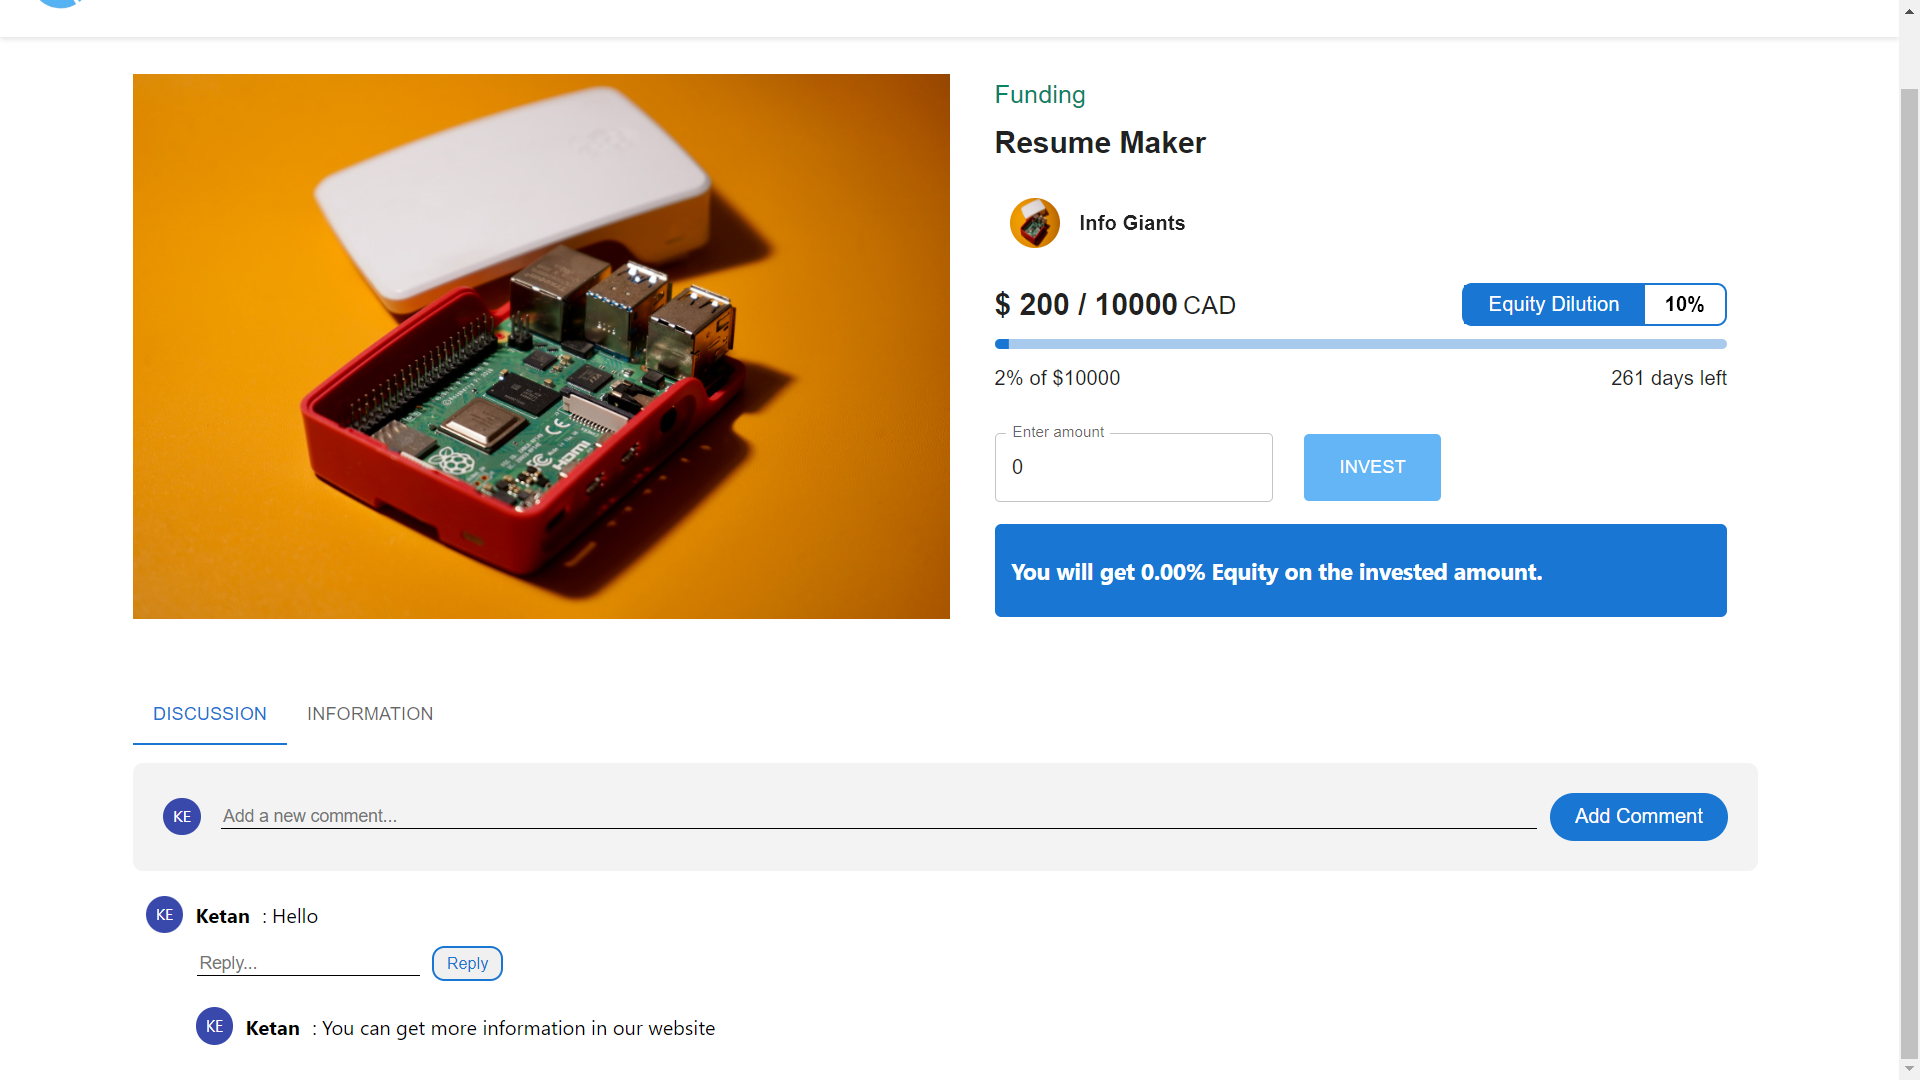 Funding
Resume Maker
Info Giants
$ 200 / 10000 CAD
Equity Dilution 10%
2% of $10000
261 days left
Enter amount
0
INVEST
You will get 0.00% Equity on the invested amount.
HDMI
DISCUSSION
INFORMATION
KE
Add a new comment...
Add Comment
KE
Ketan : Hello
Reply...
Reply
KE
Ketan : You can get more information in our website